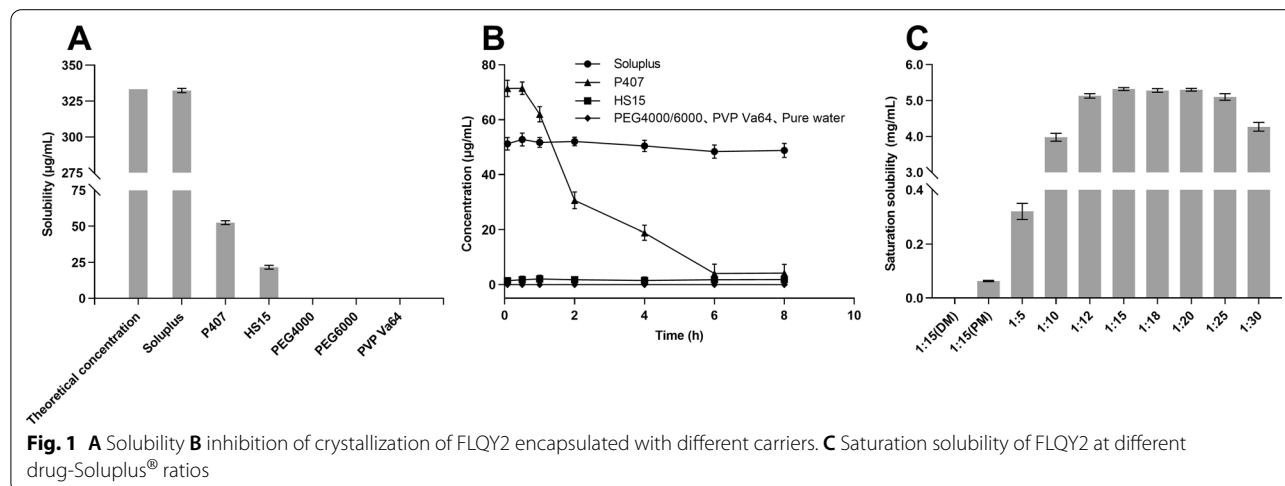 A
Solubility (μg/mL)
350
325
300
275
75
50
25
0
Theoretical concentration
Soluplus
P407
HS15
PEG4000
PEG6000
PVP Va64
B
Concentration (μg/mL)
80
60
40
20
0
Soluplus
P407
HS15
PEG4000/6000、PVP Va64、Pure water
0 2 4 6 8 10
Time (h)
C
Saturation solubility (mg/mL)
6.0
5.0
4.0
3.0
0.4
0.2
0.0
1:15(DM)
1:15(PM)
1:5
1:10
1:12
1:15
1:18
1:20
1:25
1:30
Fig. 1 A Solubility B inhibition of crystallization of FLQY2 encapsulated with different carriers. C Saturation solubility of FLQY2 at different
drug-Soluplus® ratios